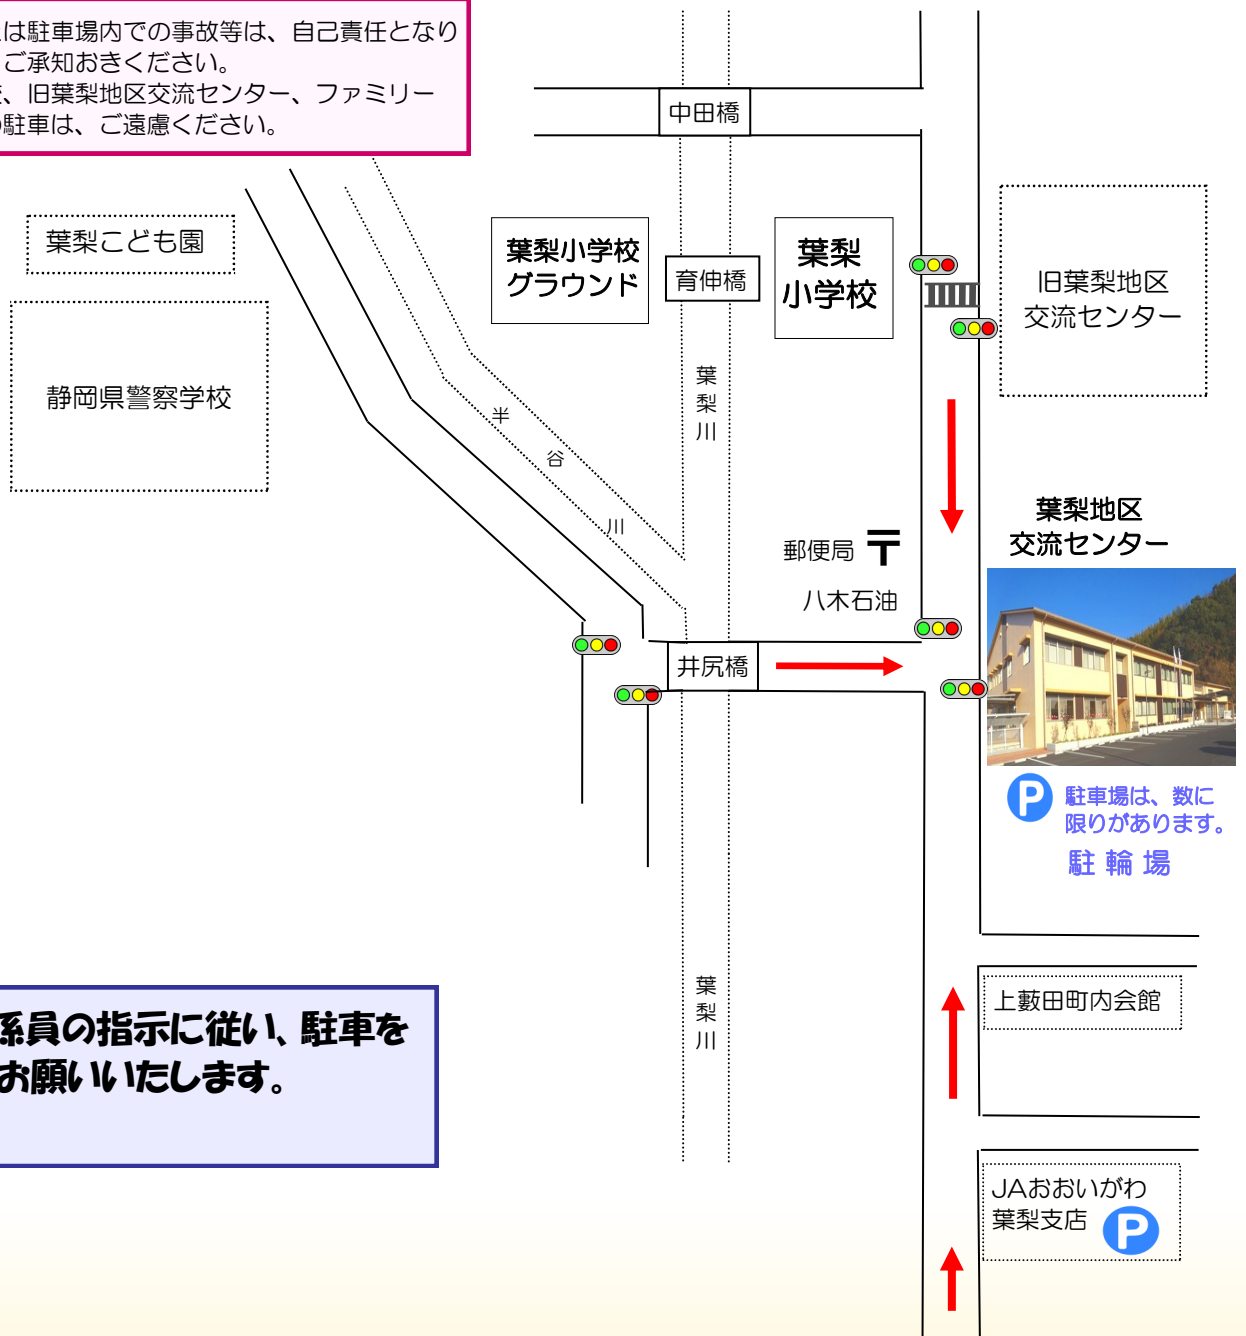 は駐車場内での事故等は、自己責任となり
ご承知おきください。
、旧葉梨地区交流センター、ファミリー
駐車は、ご遠慮ください。
中田橋
葉梨こども園
葉梨小学校
グラウンド
育伸橋
葉梨
小学校
旧葉梨地区
交流センター
静岡県警察学校
葉梨川
半谷川
葉梨地区
交流センター
郵便局 〒
八木石油
井尻橋
P
駐車場は、数に
限りがあります。
駐輪場
葉梨川
上藪田町内会館
係員の指示に従い、駐車を
お願いいたします。
JAおおいがわ
葉梨支店
P